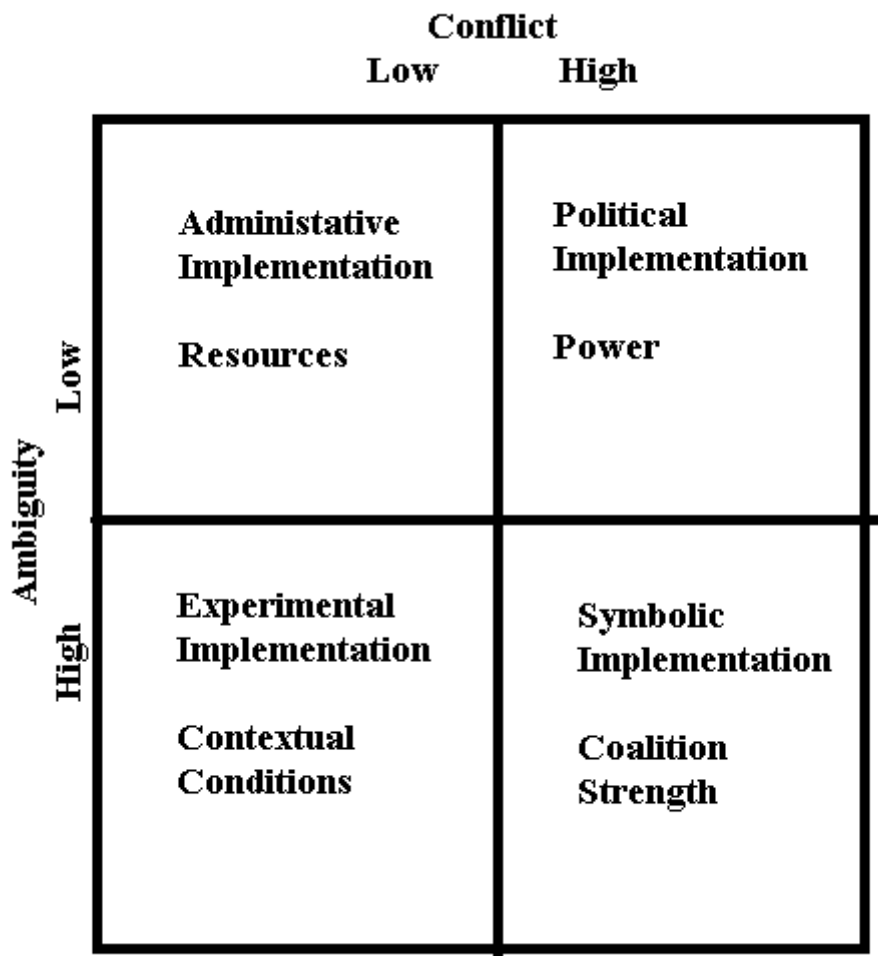 Conflict
Low High
Administative
Implementation
Resources
Political
Implementation
Power
Low
Ambiguity
High
Experimental
Implementation
Contextual
Conditions
Symbolic
Implementation
Coalition
Strength